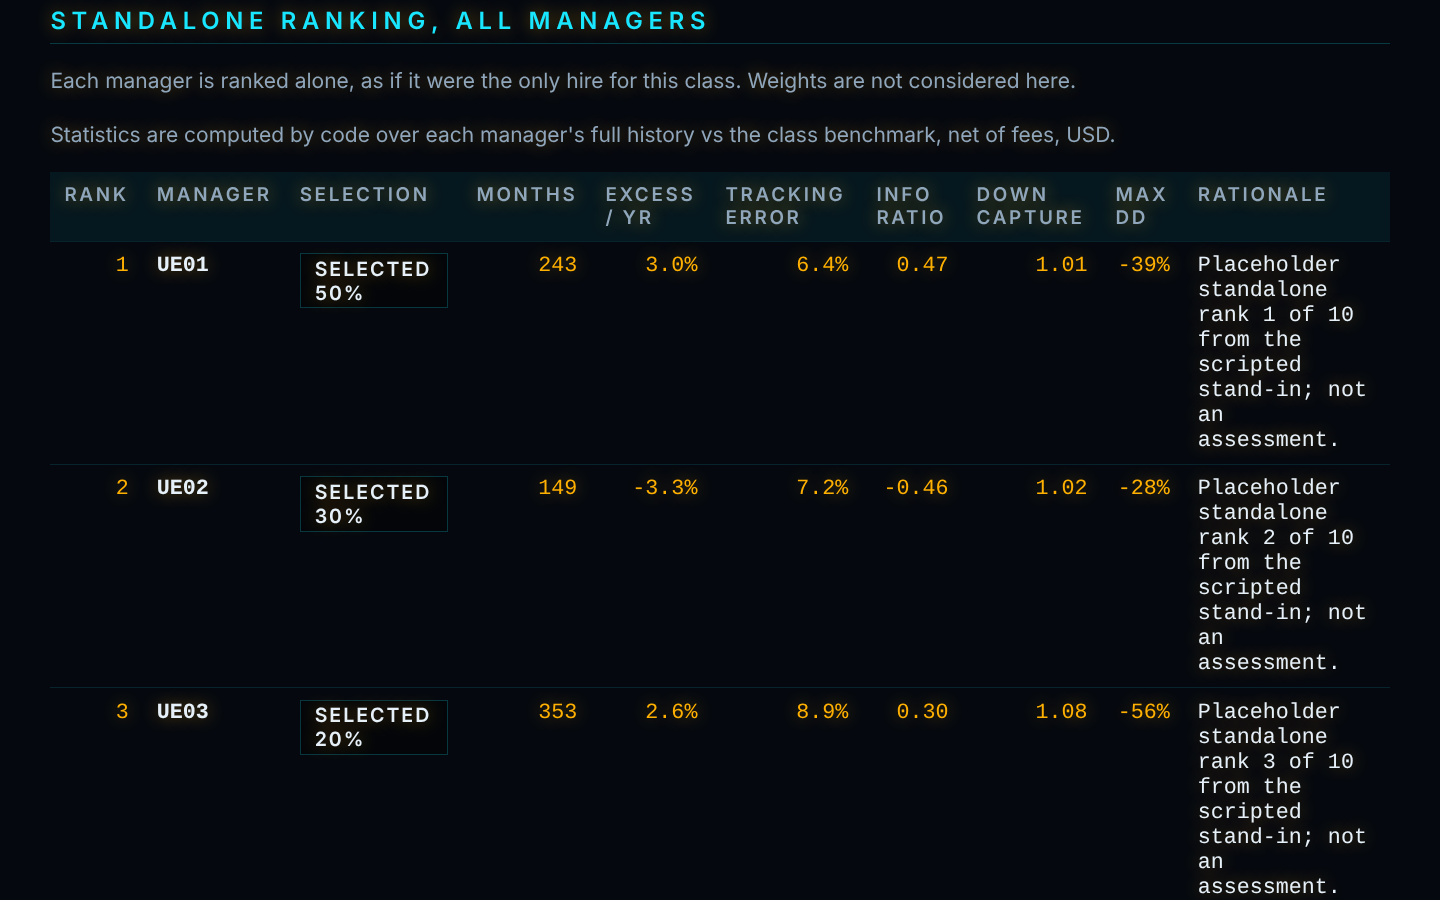 STANDALONE RANKING, ALL MANAGERS
Each manager is ranked alone, as if it were the only hire for this class. Weights are not considered here.
Statistics are computed by code over each manager's full history vs the class benchmark, net of fees, USD.
RANK MANAGER SELECTION MONTHS EXCESS / YR TRACKING ERROR INFO RATIO DOWN CAPTURE MAX DD RATIONALE
1 UE01 SELECTED 50% 243 3.0% 6.4% 0.47 1.01 -39% Placeholder
standalone
rank 1 of 10
from the
scripted
stand-in; not
an
assessment.
2 UE02 SELECTED 30% 149 -3.3% 7.2% -0.46 1.02 -28% Placeholder
standalone
rank 2 of 10
from the
scripted
stand-in; not
an
assessment.
3 UE03 SELECTED 20% 353 2.6% 8.9% 0.30 1.08 -56% Placeholder
standalone
rank 3 of 10
from the
scripted
stand-in; not
an
assessment.